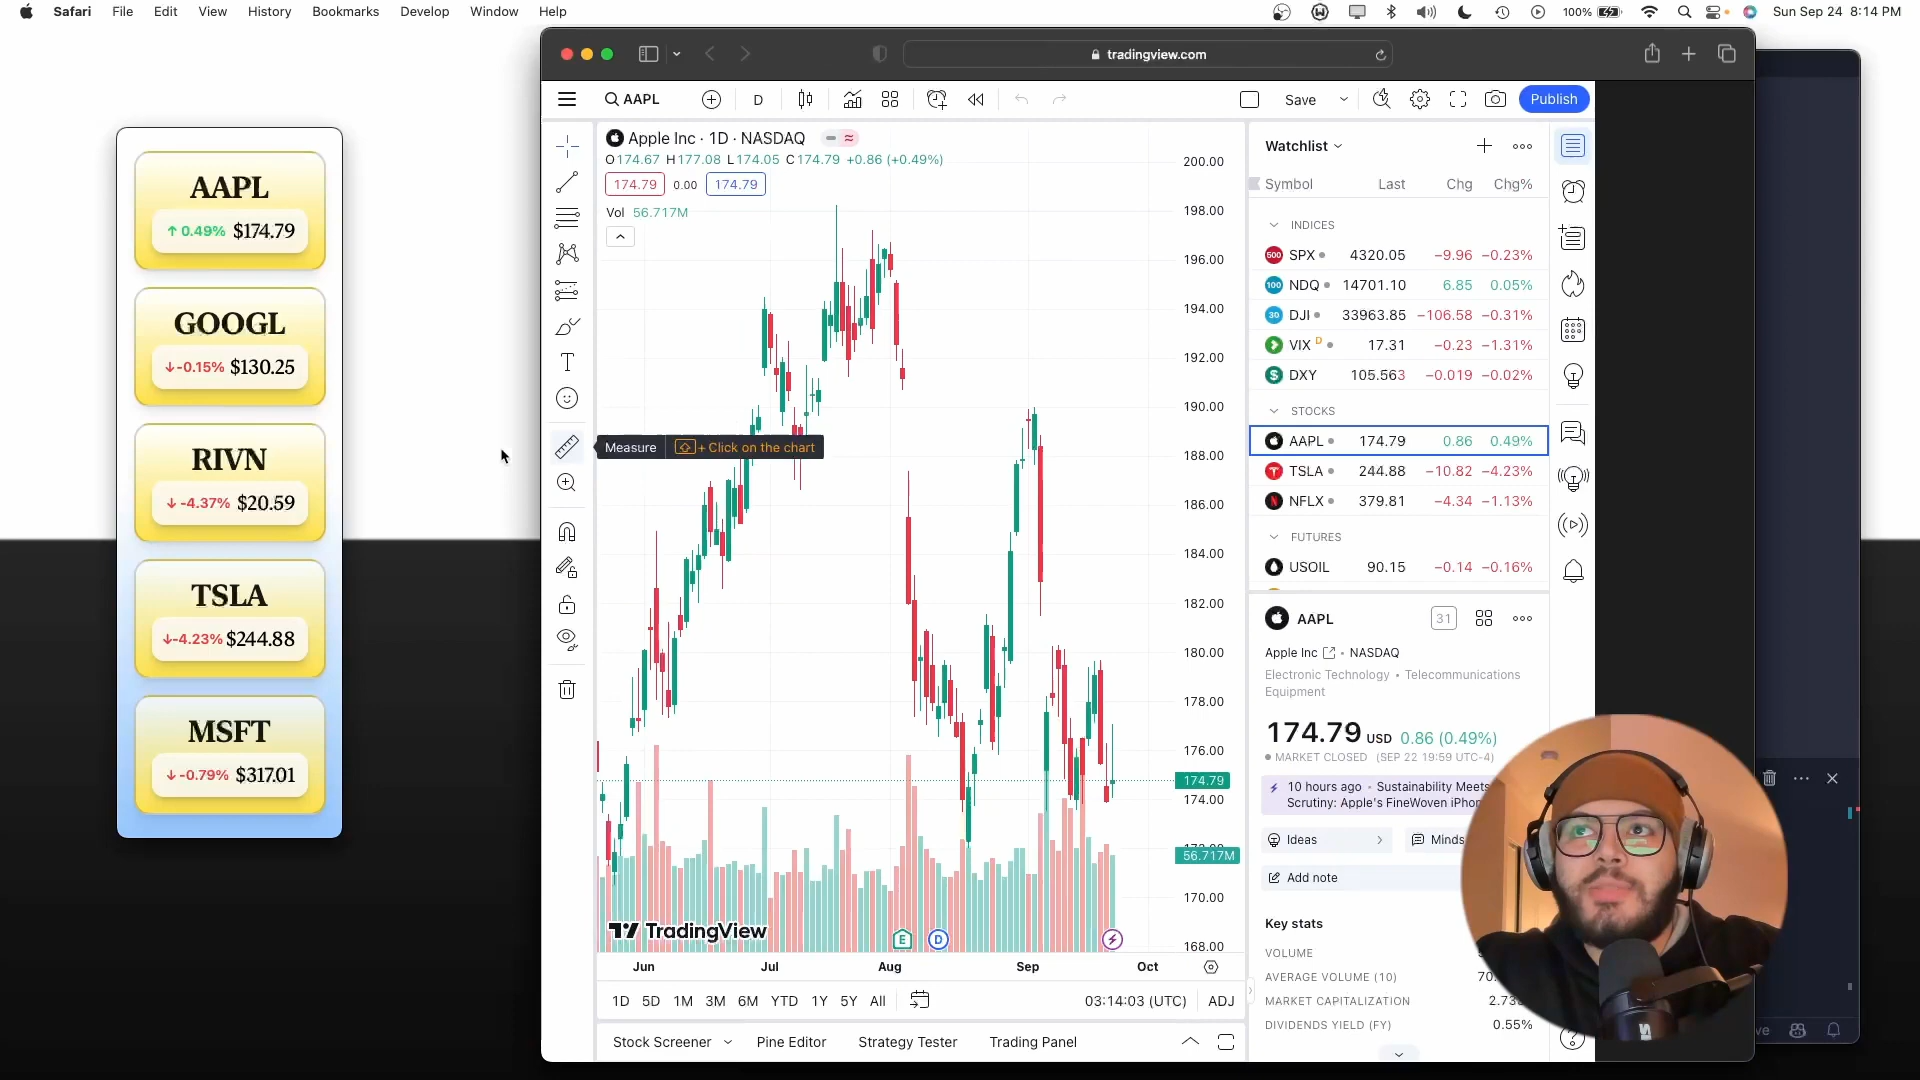 Safari File Edit View History Bookmarks Develop Window Help
100% Sun Sep 24 8:14 PM
AAPL
↑ 0.49% $174.79
GOOGL
↓-0.15% $130.25
RIVN
↓ -4.37% $20.59
TSLA
↓-4.23% $244.88
MSFT
↓ -0.79% $317.01
tradingview.com
AAPL D Save Publish
Apple Inc · 1D · NASDAQ
O174.67 H177.08 L174.05 C174.79 +0.86 (+0.49%)
174.79 0.00 174.79
Vol 56.717M
Measure + Click on the chart
200.00
198.00
196.00
194.00
192.00
190.00
188.00
186.00
184.00
182.00
180.00
178.00
176.00
174.79
174.00
56.717M
170.00
168.00
TradingView
E D
Jun Jul Aug Sep Oct
1D 5D 1M 3M 6M YTD 1Y 5Y All 03:14:03 (UTC) ADJ
Stock Screener Pine Editor Strategy Tester Trading Panel
Watchlist
Symbol Last Chg Chg%
INDICES
500 SPX 4320.05 −9.96 −0.23%
100 NDQ 14701.10 6.85 0.05%
30 DJI 33963.85 −106.58 −0.31%
VIX D 17.31 −0.23 −1.31%
$ DXY 105.563 −0.019 −0.02%
STOCKS
AAPL 174.79 0.86 0.49%
TSLA 244.88 −10.82 −4.23%
N NFLX 379.81 −4.34 −1.13%
FUTURES
USOIL 90.15 −0.14 −0.16%
AAPL 31
Apple Inc • NASDAQ
Electronic Technology • Telecommunications
Equipment
174.79 USD 0.86 (0.49%)
MARKET CLOSED (SEP 22 19:59 UTC-4)
10 hours ago • Sustainability Meets
Scrutiny: Apple's FineWoven
Ideas Minds
Add note
Key stats
VOLUME
AVERAGE VOLUME (10) 70.
MARKET CAPITALIZATION
DIVIDENDS YIELD (FY) 0.55%